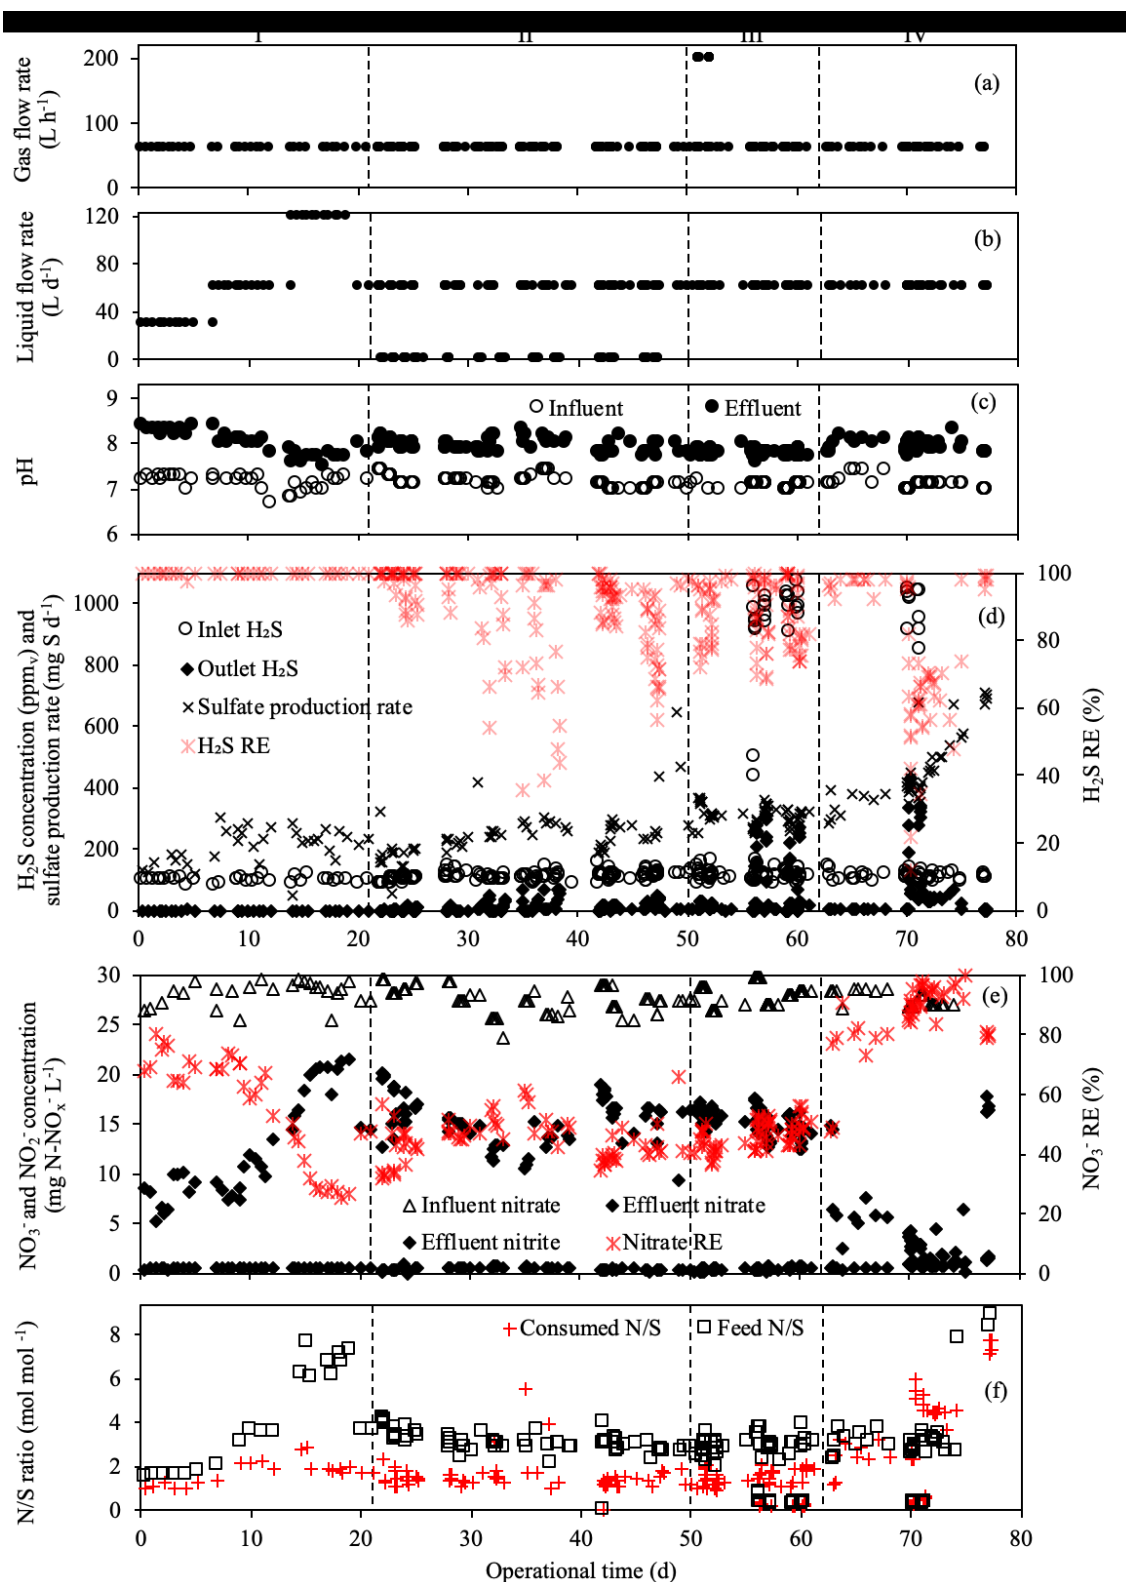 I II III IV
Gas flow rate
(L h⁻¹)
200
100
0
(a)
Liquid flow rate
(L d⁻¹)
120
80
40
0
(b)
pH
9
8
7
6
Influent
Effluent
(c)
H₂S concentration (ppmᵥ) and
sulfate production rate (mg S d⁻¹)
1000
800
600
400
200
0
Inlet H₂S
Outlet H₂S
Sulfate production rate
H₂S RE
(d)
100
80
60
40
20
0
H₂S RE (%)
0 10 20 30 40 50 60 70 80
NO₃⁻ and NO₂⁻ concentration
(mg N-NOₓ⁻ L⁻¹)
30
25
20
15
10
5
0
(e)
Influent nitrate
Effluent nitrate
Effluent nitrite
Nitrate RE
100
80
60
40
20
0
NO₃⁻ RE (%)
N/S ratio (mol mol ⁻¹)
8
6
4
2
0
Consumed N/S
Feed N/S
(f)
0 10 20 30 40 50 60 70 80
Operational time (d)